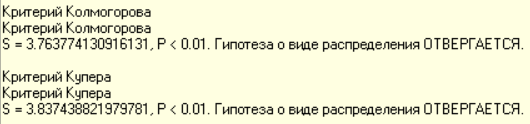 Критерий Колмогорова
Критерий Колмогорова
S = 3.763774130916131, P < 0.01. Гипотеза о виде распределения ОТВЕРГАЕТСЯ.
Критерий Купера
Критерий Купера
S = 3.837438821979781, P < 0.01. Гипотеза о виде распределения ОТВЕРГАЕТСЯ.